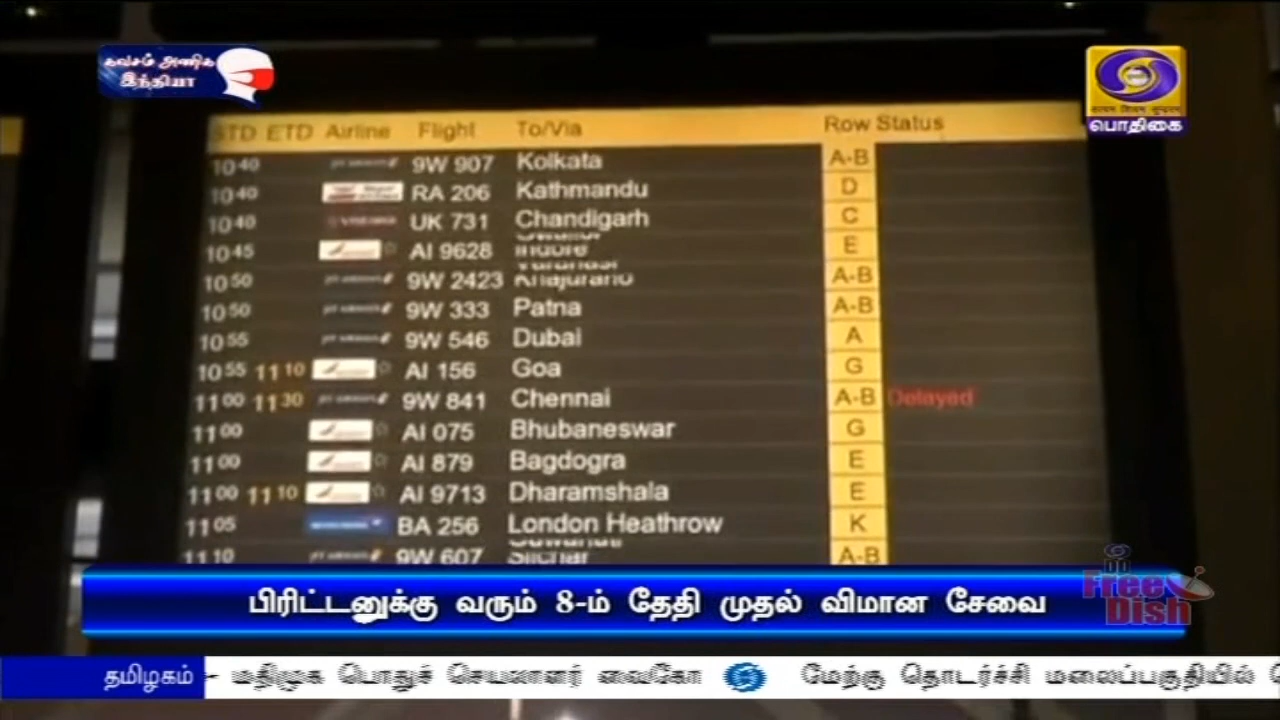 கவசம் அணிக
இந்தியா
பொதிகை
STD ETD Airline Flight To/Via Row Status
10 40 9W 907 Kolkata A-B
10 40 RA 206 Kathmandu D
10 40 UK 731 Chandigarh C
10 45 AI 9628 Indore E
10 50 9W 2423 Varanasi Khajuraho A-B
10 50 9W 333 Patna A-B
10 55 9W 546 Dubai A
10 55 11 10 AI 156 Goa G
11 00 11 30 9W 841 Chennai A-B Delayed
11 00 AI 075 Bhubaneswar G
11 00 AI 879 Bagdogra E
11 00 11 10 AI 9713 Dharamshala E
11 05 BA 256 London Heathrow K
11 10 9W 607 Guwahati Silchar A-B
Free Dish
பிரிட்டனுக்கு வரும் 8-ம் தேதி முதல் விமான சேவை
தமிழகம் - மதிமுக பொதுச் செயலாளர் வைகோ மேற்கு தொடர்ச்சி மலைப்பகுதியில்